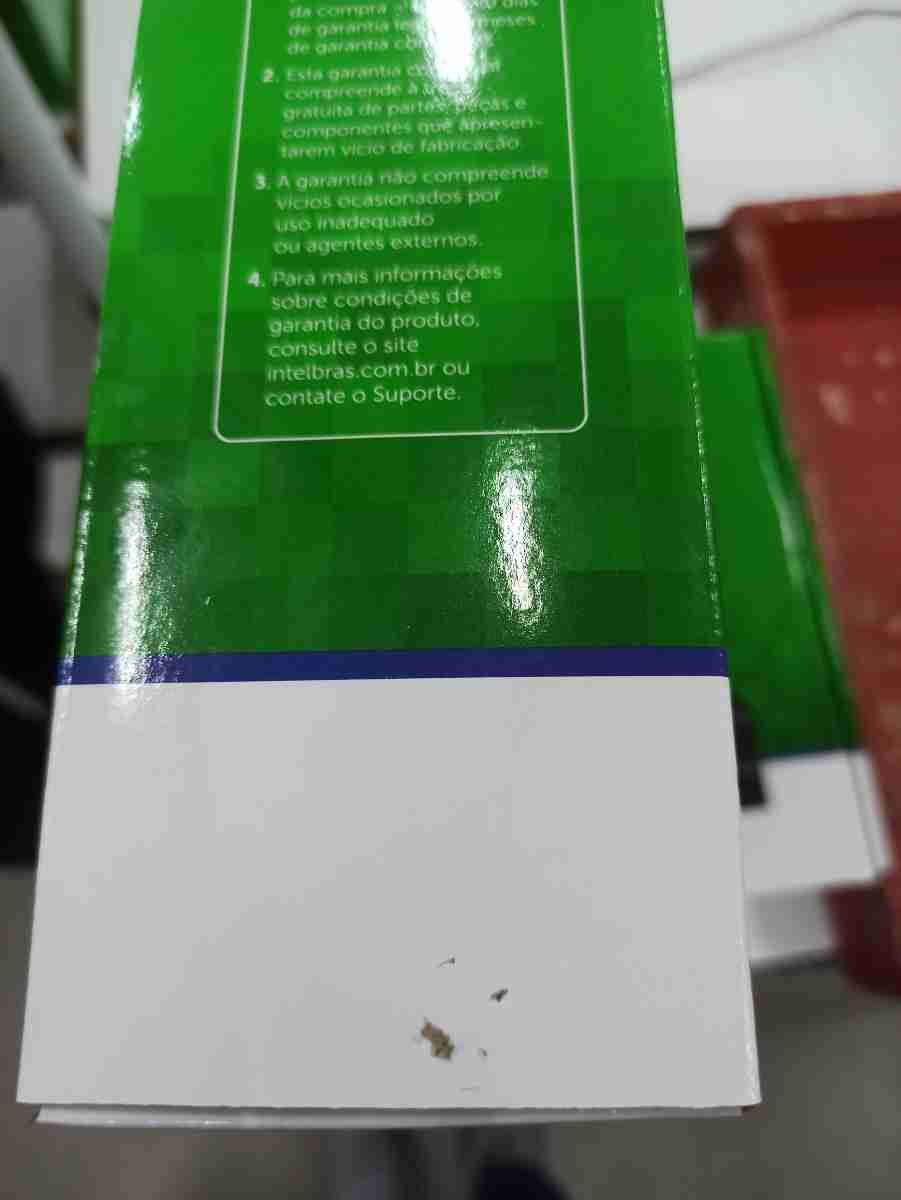 da compra
de garantia meses
de garantia
2. Esta garantia
compreende a
gratuita de partes, peças e
componentes que apresen-
tarem vício de fabricação
3. A garantia não compreende
vícios ocasionados por
uso inadequado
ou agentes externos.
4. Para mais informações
sobre condições de
garantia do produto,
consulte o site
intelbras.com.br ou
contate o Suporte.